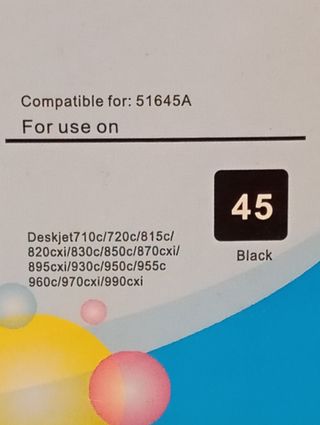 Compatible for: 51645A
For use on
45
Black
Deskjet710c/720c/815c/
820cxi/830c/850c/870cxi/
895cxi/930c/950c/955c
960c/970cxi/990cxi